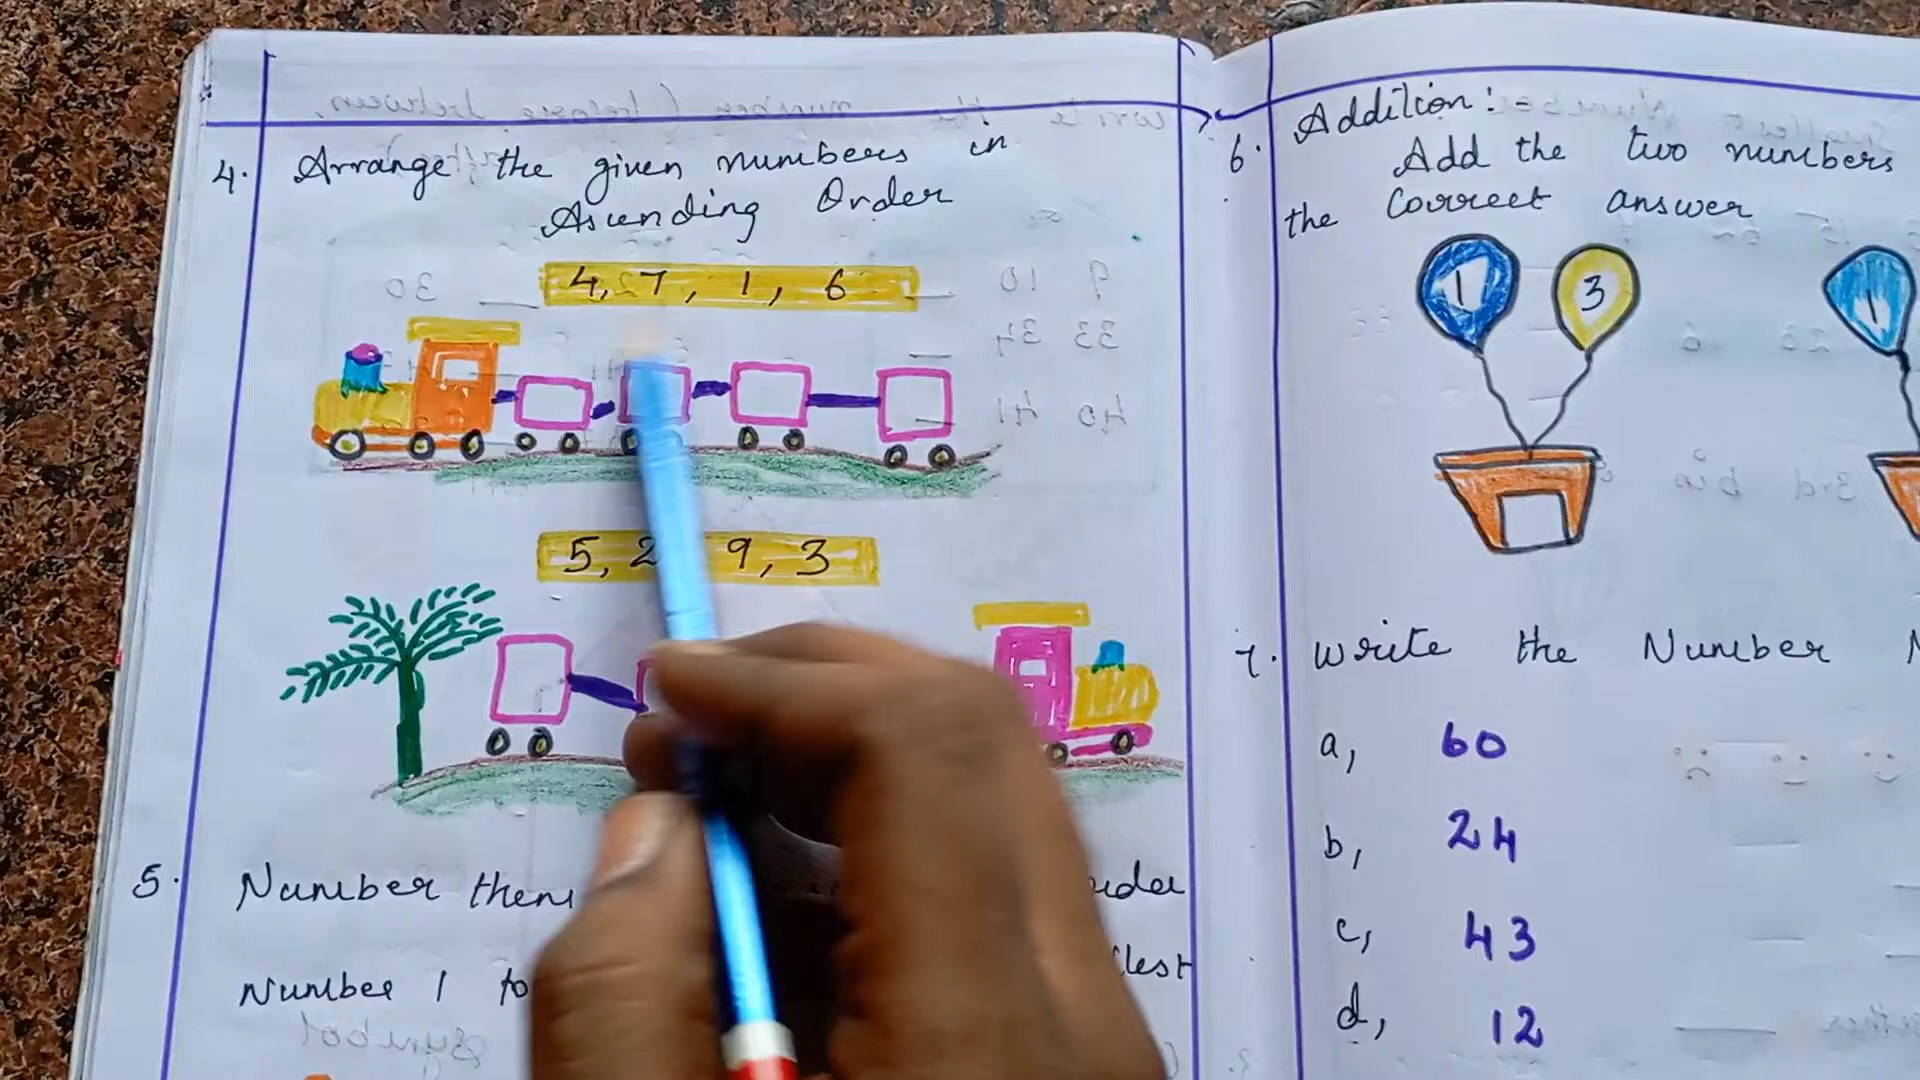 4. Arrange the given numbers in
Ascending Order
4, 7, 1, 6
5, 2 9, 3
5. Number them
Number 1 to
6. Addition:-
Add the two numbers
the Correct answer
1 3 1
7. Write the Number
a, 60
b, 24
c, 43
d, 12